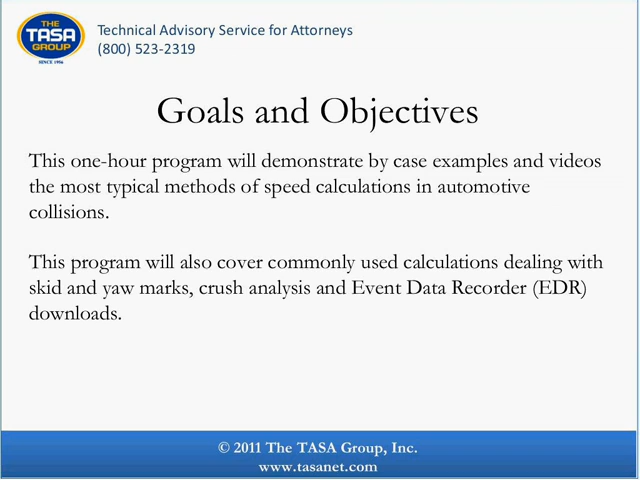 THE
TASA
GROUP
SINCE 1956
Technical Advisory Service for Attorneys
(800) 523-2319
Goals and Objectives
This one-hour program will demonstrate by case examples and videos
the most typical methods of speed calculations in automotive
collisions.
This program will also cover commonly used calculations dealing with
skid and yaw marks, crush analysis and Event Data Recorder (EDR)
downloads.
© 2011 The TASA Group, Inc.
www.tasanet.com